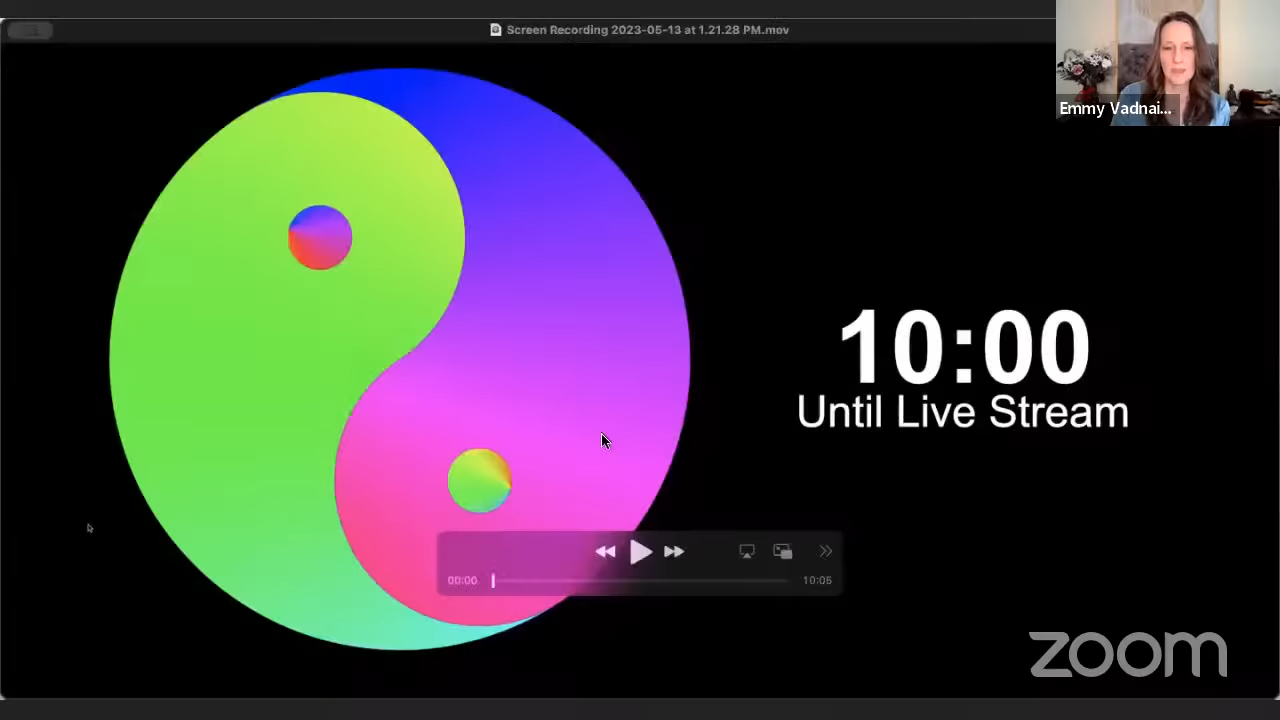 Screen Recording 2023-05-13 at 1.21.28 PM.mov
Emmy Vadnai...
10:00
Until Live Stream
00:00
10:05
zoom